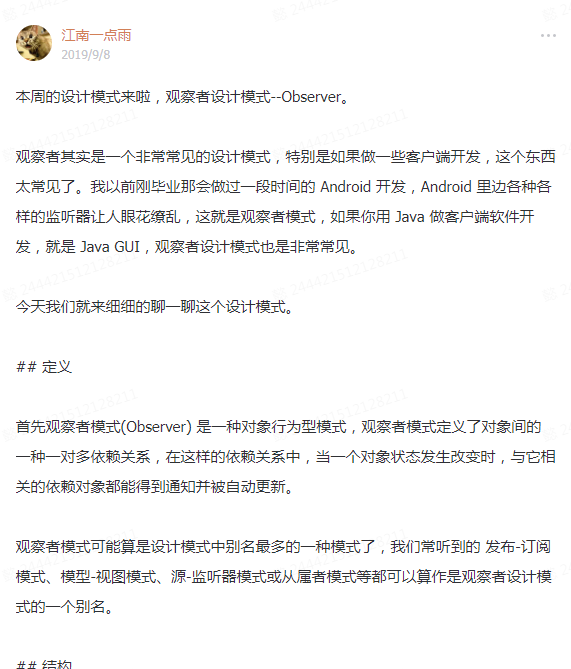 江南一点雨
2019/9/8
本周的设计模式来啦，观察者设计模式--Observer。
观察者其实是一个非常常见的设计模式，特别是如果做一些客户端开发，这个东西
太常见了。我以前刚毕业那会做过一段时间的 Android 开发，Android 里边各种各
样的监听器让人眼花缭乱，这就是观察者模式，如果你用 Java 做客户端软件开
发，就是 Java GUI，观察者设计模式也是非常常见。
今天我们就来细细的聊一聊这个设计模式。
## 定义
首先观察者模式(Observer) 是一种对象行为型模式，观察者模式定义了对象间的
一种一对多依赖关系，在这样的依赖关系中，当一个对象状态发生改变时，与它相
关的依赖对象都能得到通知并被自动更新。
观察者模式可能算是设计模式中别名最多的一种模式了，我们常听到的 发布-订阅
模式、模型-视图模式、源-监听器模式或从属者模式等都可以算作是观察者设计模
式的一个别名。
## 结构